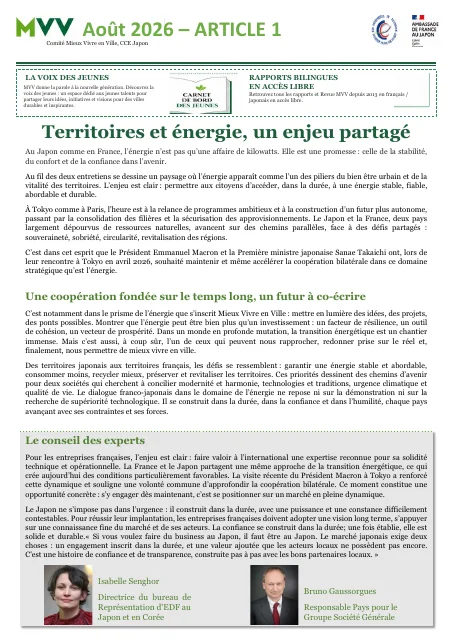 MVV Août 2026 – ARTICLE 1
Comité Mieux Vivre en Ville, CCE Japon
AMBASSADE
DE FRANCE
AU JAPON
LA VOIX DES JEUNES
MVV donne la parole à la nouvelle génération. Découvrez la
voix des jeunes : un espace dédié aux jeunes talents pour
partager leurs idées, initiatives et visions pour des villes
durables et inspirantes.
CARNET
DE BORD
DES JEUNES
RAPPORTS BILINGUES
EN ACCÈS LIBRE
Retrouvez tous les rapports et Revue MVV depuis 2013 en français /
japonais en accès libre.
Territoires et énergie, un enjeu partagé
Au Japon comme en France, l’énergie n’est pas qu’une affaire de kilowatts. Elle est une promesse : celle de la stabilité,
du confort et de la confiance dans l’avenir.
Au fil des deux entretiens se dessine un paysage où l’énergie apparaît comme l’un des piliers du bien être urbain et de la
vitalité des territoires. L’enjeu est clair : permettre aux citoyens d’accéder, dans la durée, à une énergie stable, fiable,
abordable et durable.
À Tokyo comme à Paris, l’heure est à la relance de programmes ambitieux et à la construction d’un futur plus autonome,
passant par la consolidation des filières et la sécurisation des approvisionnements. Le Japon et la France, deux pays
largement dépourvus de ressources naturelles, avancent sur des chemins parallèles, face à des défis partagés :
souveraineté, sobriété, circularité, revitalisation des régions.
C’est dans cet esprit que le Président Emmanuel Macron et la Première ministre japonaise Sanae Takaichi ont, lors de
leur rencontre à Tokyo en avril 2026, souhaité maintenir et même accélérer la coopération bilatérale dans ce domaine
stratégique qu’est l’énergie.
Une coopération fondée sur le temps long, un futur à co-écrire
C’est notamment dans le prisme de l’énergie que s’inscrit Mieux Vivre en Ville : mettre en lumière des idées, des projets,
des ponts possibles. Montrer que l’énergie peut être bien plus qu’un investissement : un facteur de résilience, un outil
de cohésion, un vecteur de prospérité. Dans un monde en profonde mutation, la transition énergétique est un chantier
immense. Mais c’est aussi, à coup sûr, l’un de ceux qui peuvent nous rapprocher, redonner prise sur le réel et,
finalement, nous permettre de mieux vivre en ville.
Des territoires japonais aux territoires français, les défis se ressemblent : garantir une énergie stable et abordable,
consommer moins, recycler mieux, préserver et revitaliser les territoires. Ces priorités dessinent des chemins d’avenir
pour deux sociétés qui cherchent à concilier modernité et harmonie, technologies et traditions, urgence climatique et
qualité de vie. Le dialogue franco-japonais dans le domaine de l’énergie ne repose ni sur la démonstration ni sur la
recherche de supériorité technologique. Il se construit dans la durée, dans la confiance et dans l’humilité, chaque pays
avançant avec ses contraintes et ses forces.
Le conseil des experts
Pour les entreprises françaises, l’enjeu est clair : faire valoir à l’international une expertise reconnue pour sa solidité
technique et opérationnelle. La France et le Japon partagent une même approche de la transition énergétique, ce qui
crée aujourd’hui des conditions particulièrement favorables. La visite récente du Président Macron à Tokyo a renforcé
cette dynamique et souligne une volonté commune d’approfondir la coopération bilatérale. Ce moment constitue une
opportunité concrète : s’y engager dès maintenant, c’est se positionner sur un marché en pleine dynamique.
Le Japon ne s’impose pas dans l’urgence : il construit dans la durée, avec une puissance et une constance difficilement
contestables. Pour réussir leur implantation, les entreprises françaises doivent adopter une vision long terme, s’appuyer
sur une connaissance fine du marché et de ses acteurs. La confiance se construit dans la durée; une fois établie, elle est
solide et durable.« Si vous voulez faire du business au Japon, il faut être au Japon. Le marché japonais exige deux
choses : un engagement inscrit dans la durée, et une valeur ajoutée que les acteurs locaux ne possèdent pas encore.
C’est une histoire de confiance et de transparence, construite pas à pas avec les bons partenaires locaux. »
Isabelle Senghor
Directrice du bureau de
Représentation d’EDF au
Japon et en Corée
Bruno Gaussorgues
Responsable Pays pour le
Groupe Société Générale